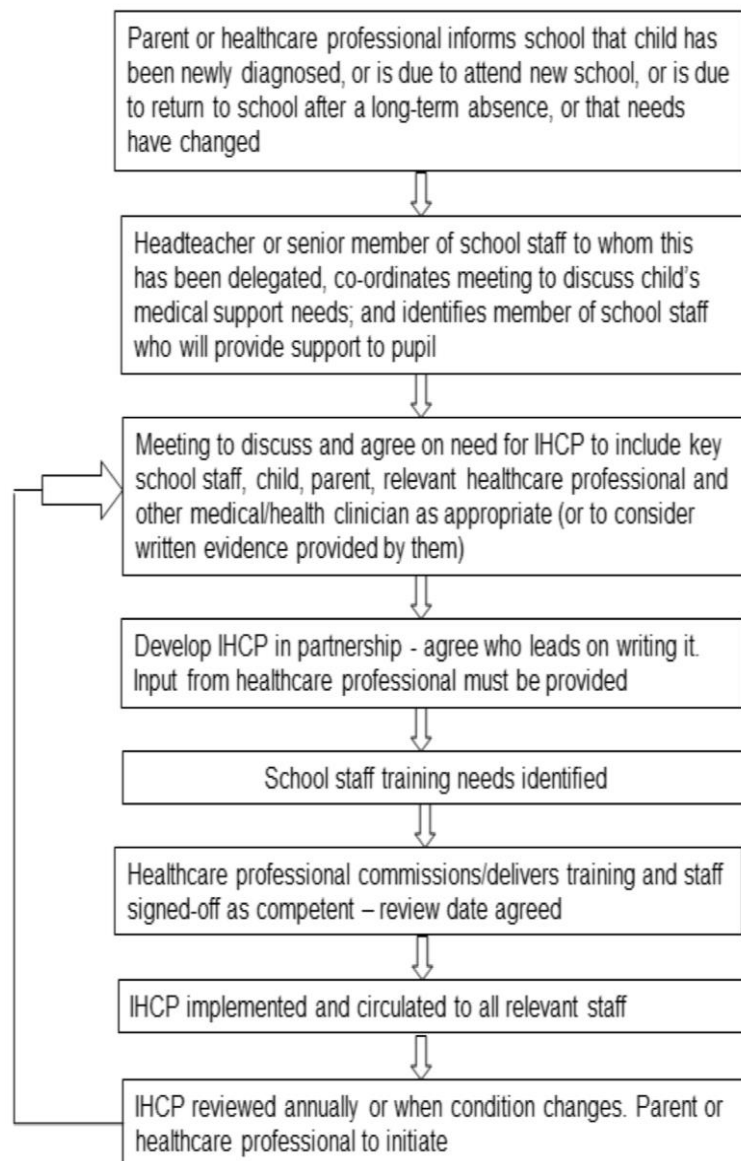 Parent or healthcare professional informs school that child has
been newly diagnosed, or is due to attend new school, or is due
to return to school after a long-term absence, or that needs
have changed
Headteacher or senior member of school staff to whom this
has been delegated, co-ordinates meeting to discuss child's
medical support needs; and identifies member of school staff
who will provide support to pupil
Meeting to discuss and agree on need for IHCP to include key
school staff, child, parent, relevant healthcare professional and
other medical/health clinician as appropriate (or to consider
written evidence provided by them)
Develop IHCP in partnership - agree who leads on writing it.
Input from healthcare professional must be provided
School staff training needs identified
Healthcare professional commissions/delivers training and staff
signed-off as competent – review date agreed
IHCP implemented and circulated to all relevant staff
IHCP reviewed annually or when condition changes. Parent or
healthcare professional to initiate